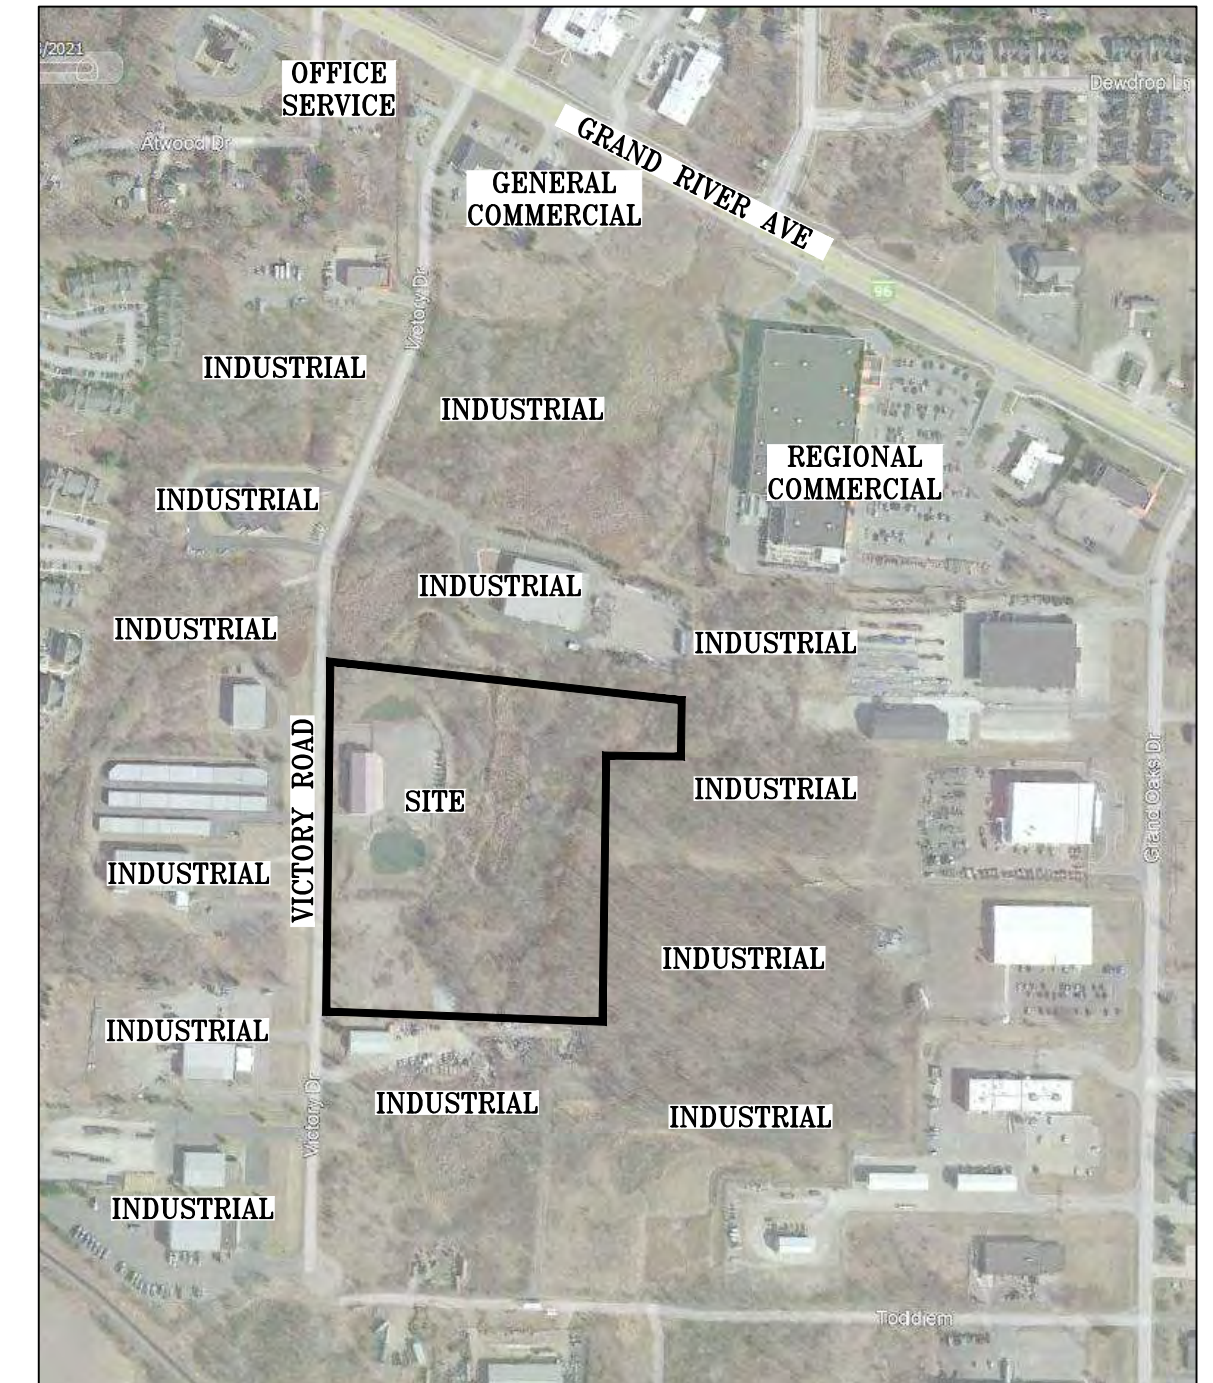 /2021
OFFICE
SERVICE
Dewdrop Ln
Atwood Dr
GRAND RIVER AVE
GENERAL
COMMERCIAL
96
Victory Dr
INDUSTRIAL
INDUSTRIAL
REGIONAL
COMMERCIAL
INDUSTRIAL
INDUSTRIAL
INDUSTRIAL
INDUSTRIAL
VICTORY ROAD
SITE
INDUSTRIAL
Grand Oaks Dr
INDUSTRIAL
INDUSTRIAL
INDUSTRIAL
Victory Dr
INDUSTRIAL
INDUSTRIAL
INDUSTRIAL
Toddiem